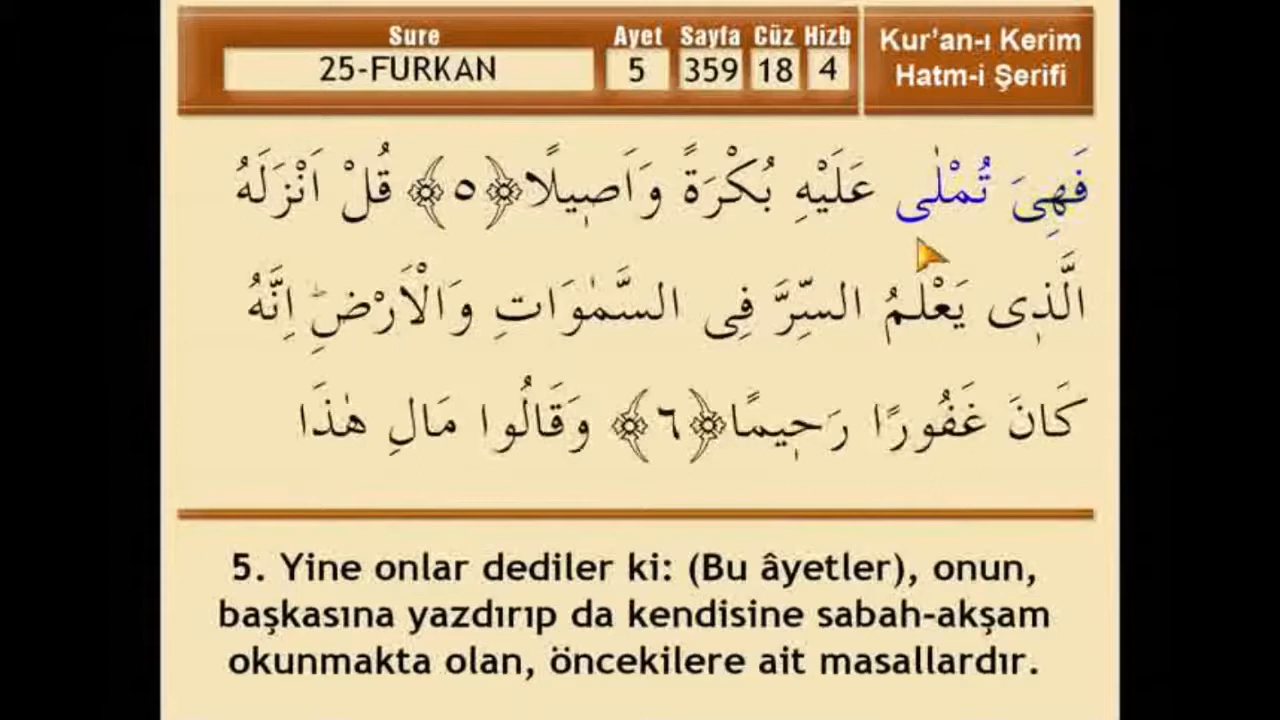 Sure Ayet Sayfa Cüz Hizb
25-FURKAN 5 359 18 4
Kur'an-ı Kerim
Hatm-i Şerifi
فَهِىَ تُمْلٰى عَلَيْهِ بُكْرَةً وَاَصٖيلًا ﴿٥﴾ قُلْ اَنْزَلَهُ
الَّذٖى يَعْلَمُ السِّرَّ فِى السَّمٰوَاتِ وَالْاَرْضِؕ اِنَّهُ
كَانَ غَفُورًا رَحٖيمًا ﴿٦﴾ وَقَالُوا مَالِ هٰذَا
5. Yine onlar dediler ki: (Bu âyetler), onun,
başkasına yazdırıp da kendisine sabah-akşam
okunmakta olan, öncekilere ait masallardır.